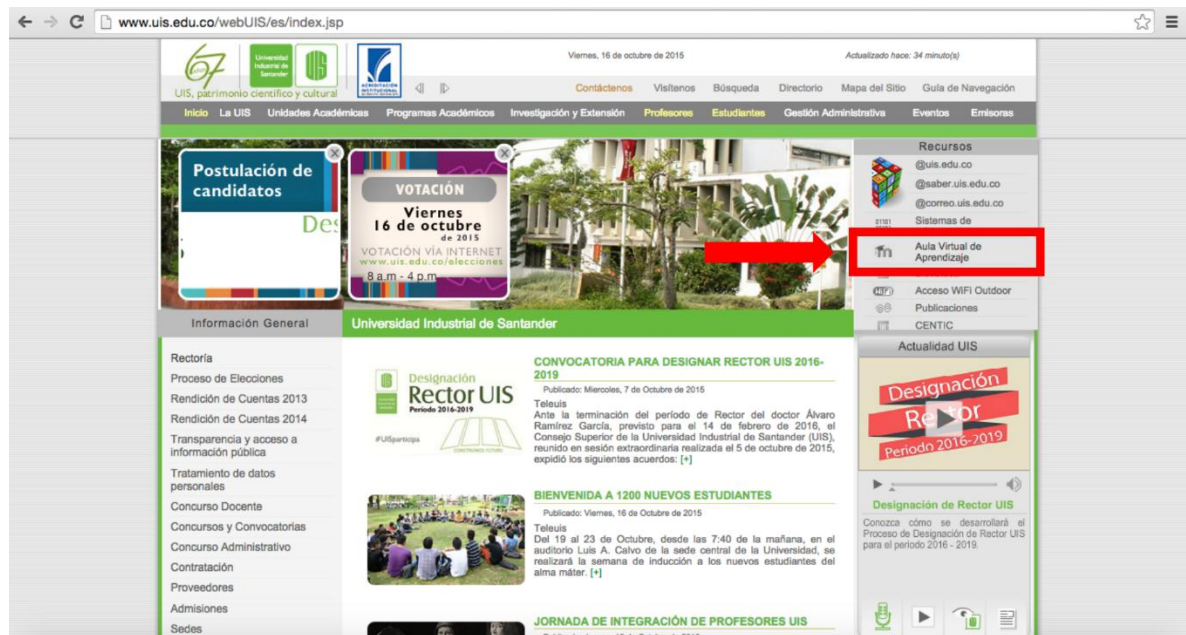 www.uis.edu.co/webUIS/es/index.jsp
67
años
Universidad
Industrial de
Santander
UIS
ACREDITACIÓN
INSTITUCIONAL
UIS, patrimonio científico y cultural
Viernes, 16 de octubre de 2015
Actualizado hace: 34 minuto(s)
Contáctenos Visítenos Búsqueda Directorio Mapa del Sitio Guía de Navegación
Inicio La UIS Unidades Académicas Programas Académicos Investigación y Extensión Profesores Estudiantes Gestión Administrativa Eventos Emisoras
Postulación de
candidatos
Des
VOTACIÓN
Viernes
16 de octubre
de 2015
VOTACIÓN VÍA INTERNET
www.uis.edu.co/elecciones
8 a.m - 4 p.m
Recursos
@uis.edu.co
@saber.uis.edu.co
@correo.uis.edu.co
Sistemas de
Aula Virtual de
Aprendizaje
Acceso WiFi Outdoor
Publicaciones
CENTIC
Información General
Rectoría
Proceso de Elecciones
Rendición de Cuentas 2013
Rendición de Cuentas 2014
Transparencia y acceso a
información pública
Tratamiento de datos
personales
Concurso Docente
Concursos y Convocatorias
Concurso Administrativo
Contratación
Proveedores
Admisiones
Sedes
Universidad Industrial de Santander
Designación
Rector UIS
Periodo 2016-2019
#UISparticipa
CONSTRUIMOS FUTURO
CONVOCATORIA PARA DESIGNAR RECTOR UIS 2016-
2019
Publicado: Miercoles, 7 de Octubre de 2015
Teleuis
Ante la terminación del período de Rector del doctor Álvaro
Ramírez García, previsto para el 14 de febrero de 2016, el
Consejo Superior de la Universidad Industrial de Santander (UIS),
reunido en sesión extraordinaria realizada el 5 de octubre de 2015,
expidió los siguientes acuerdos: [+]
BIENVENIDA A 1200 NUEVOS ESTUDIANTES
Publicado: Viernes, 16 de Octubre de 2015
Teleuis
Del 19 al 23 de Octubre, desde las 7:40 de la mañana, en el
auditorio Luis A. Calvo de la sede central de la Universidad, se
realizará la semana de inducción a los nuevos estudiantes del
alma máter. [+]
JORNADA DE INTEGRACIÓN DE PROFESORES UIS
Actualidad UIS
Designación
Rector
Periodo 2016-2019
Designación de Rector UIS
Conozca cómo se desarrollará el
Proceso de Designación de Rector UIS
para el periodo 2016 - 2019.